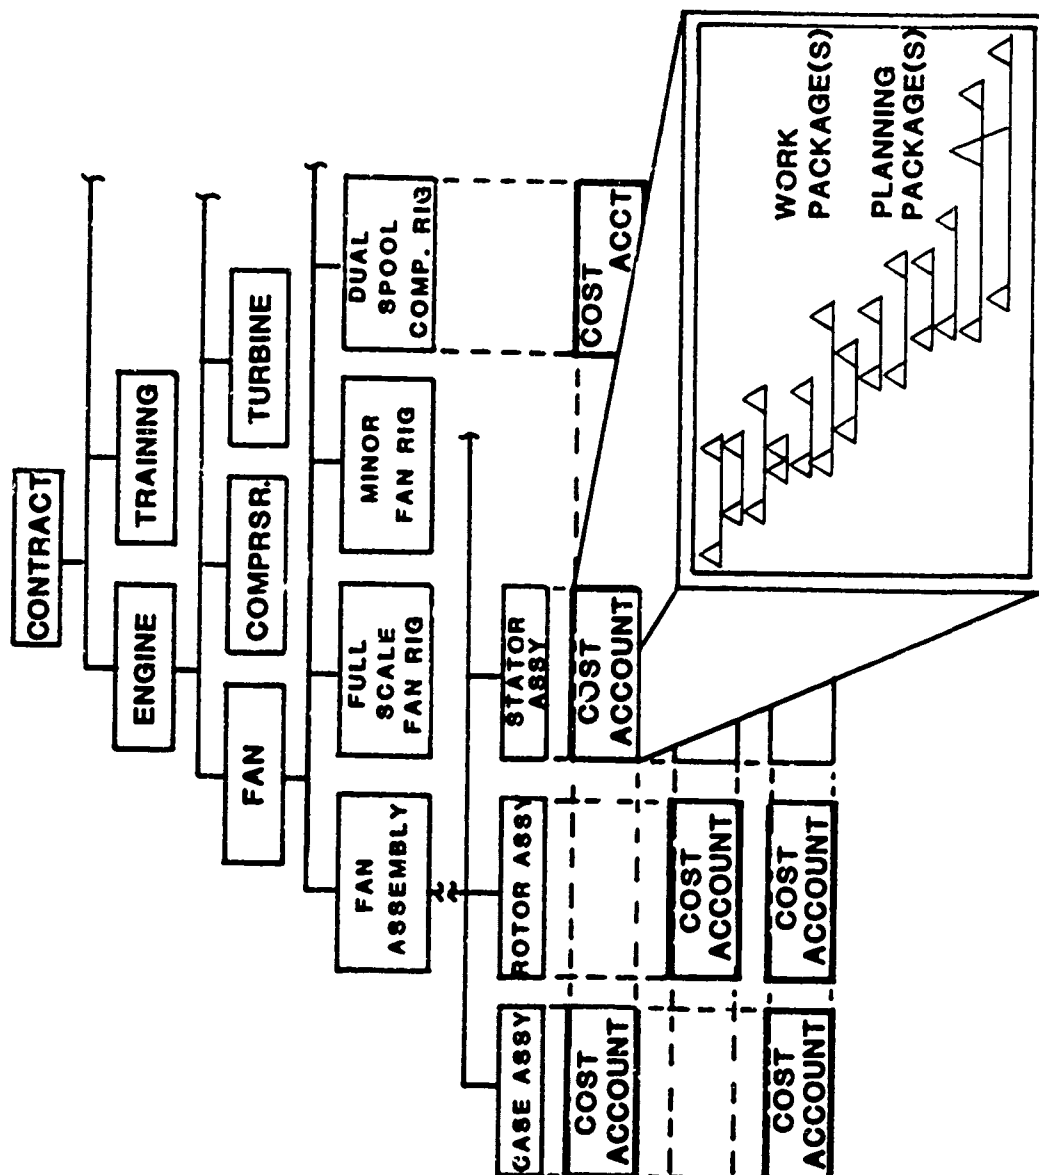 CONTRACT
ENGINE
TRAINING
FAN
COMPRSR.
TURBINE
FAN
ASSEMBLY
FULL
SCALE
FAN RIG
MINOR
FAN RIG
DUAL
SPOOL
COMP. RIG
CASE ASSY
ROTOR ASSY
STATOR
ASSY
COST
ACCOUNT
COST
ACCOUNT
COST
ACCT
COST
ACCOUNT
COST
ACCOUNT
COST
ACCOUNT
WORK
PACKAGE(S)
PLANNING
PACKAGE(S)